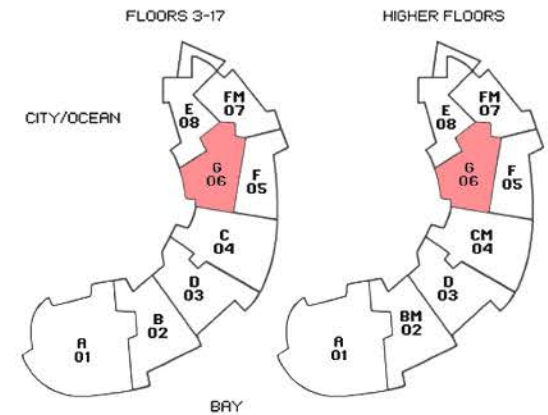 FLOORS 3-17
HIGHER FLOORS
CITY/OCEAN
E
08
FM
07
G
06
F
05
C
04
D
03
B
02
A
01
E
08
FM
07
G
06
F
05
CM
04
D
03
BM
02
A
01
BAY